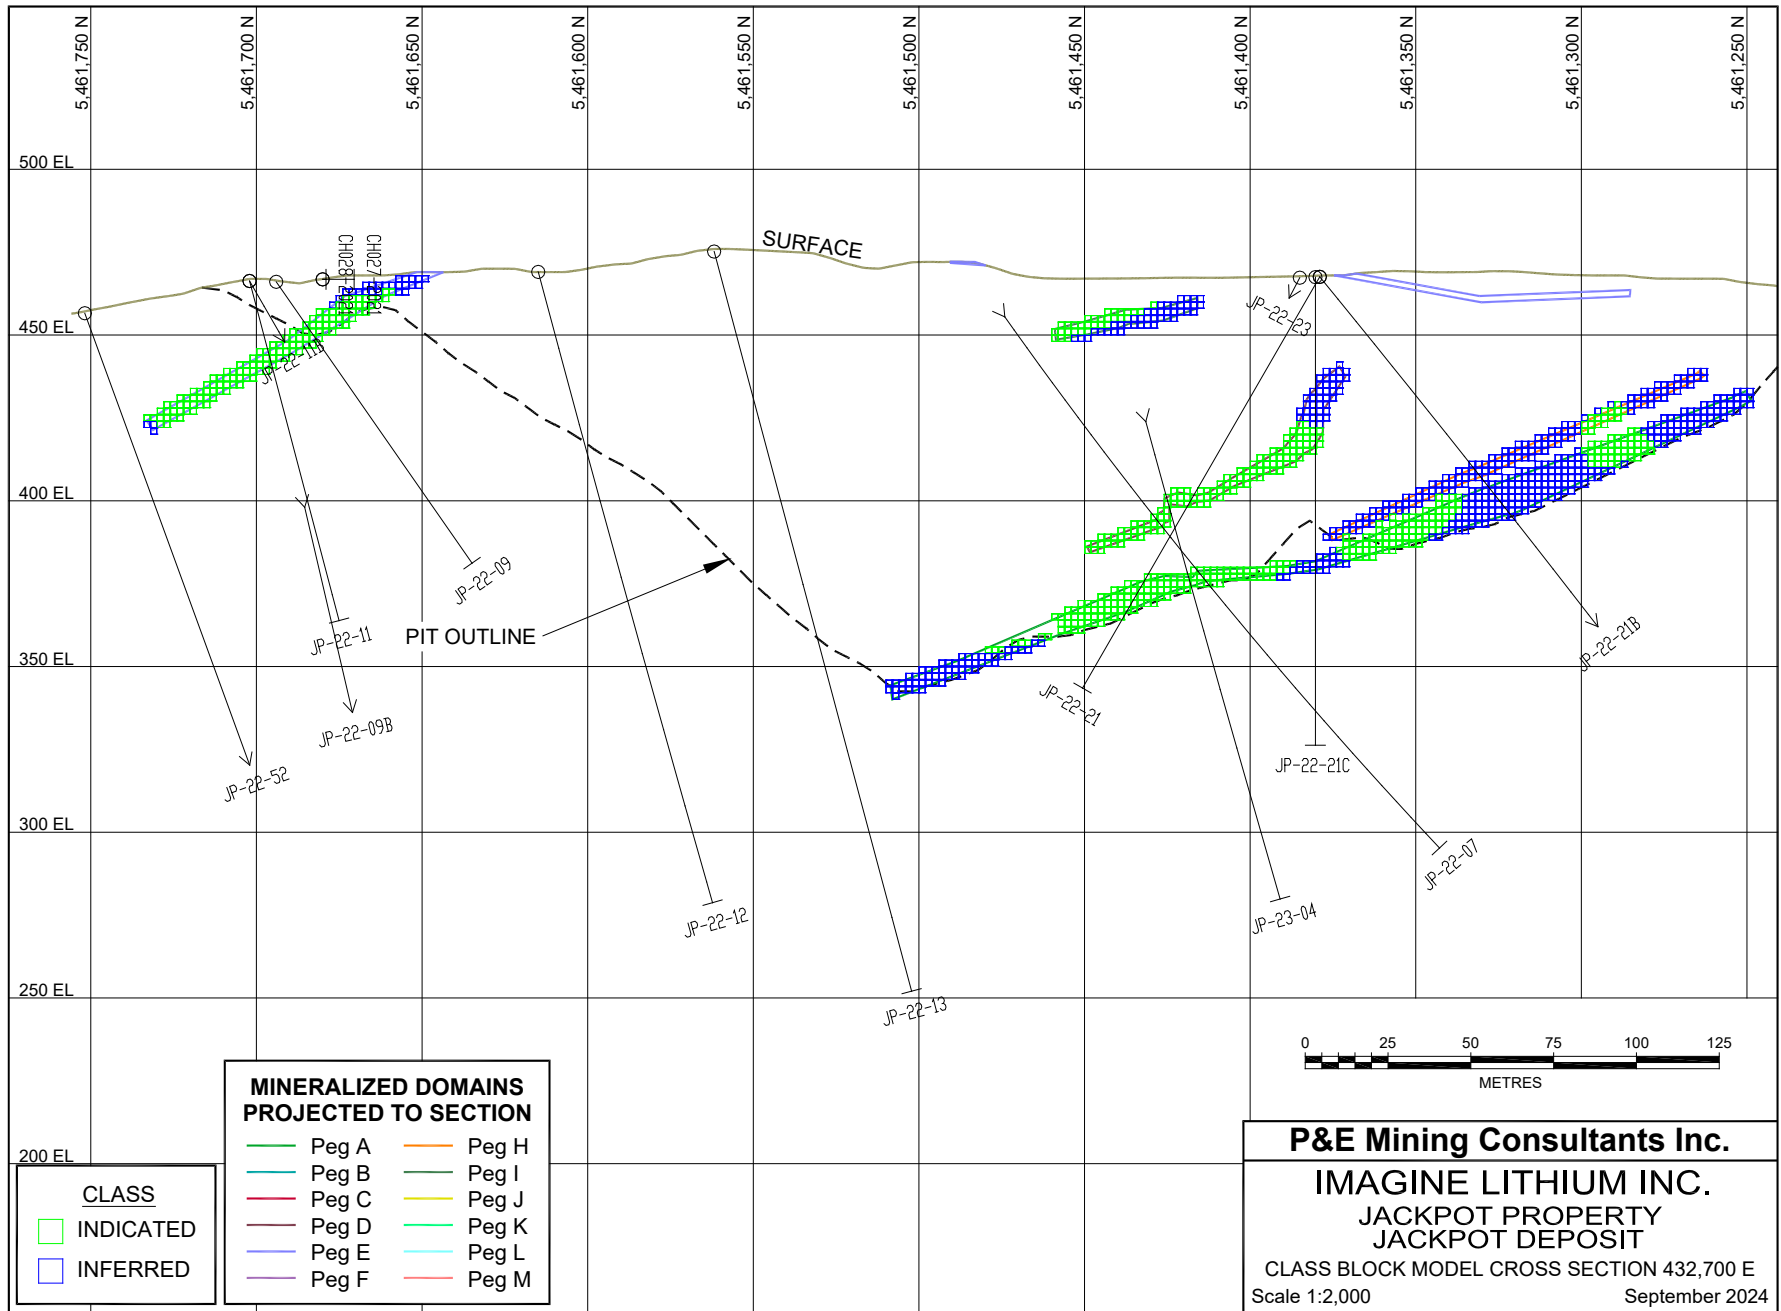 5,461,750 N
5,461,700 N
5,461,650 N
5,461,600 N
5,461,550 N
5,461,500 N
5,461,450 N
5,461,400 N
5,461,350 N
5,461,300 N
5,461,250 N
500 EL
450 EL
400 EL
350 EL
300 EL
250 EL
200 EL
SURFACE
PIT OUTLINE
JP-22-11B
JP-22-09
JP-22-11
JP-22-09B
JP-22-52
JP-22-12
JP-22-13
JP-22-23
JP-22-21
JP-22-21C
JP-22-21B
JP-22-07
JP-23-04
0 25 50 75 100 125
METRES
MINERALIZED DOMAINS
PROJECTED TO SECTION
Peg A Peg H
Peg B Peg I
Peg C Peg J
Peg D Peg K
Peg E Peg L
Peg F Peg M
CLASS
INDICATED
INFERRED
P&E Mining Consultants Inc.
IMAGINE LITHIUM INC.
JACKPOT PROPERTY
JACKPOT DEPOSIT
CLASS BLOCK MODEL CROSS SECTION 432,700 E
Scale 1:2,000 September 2024